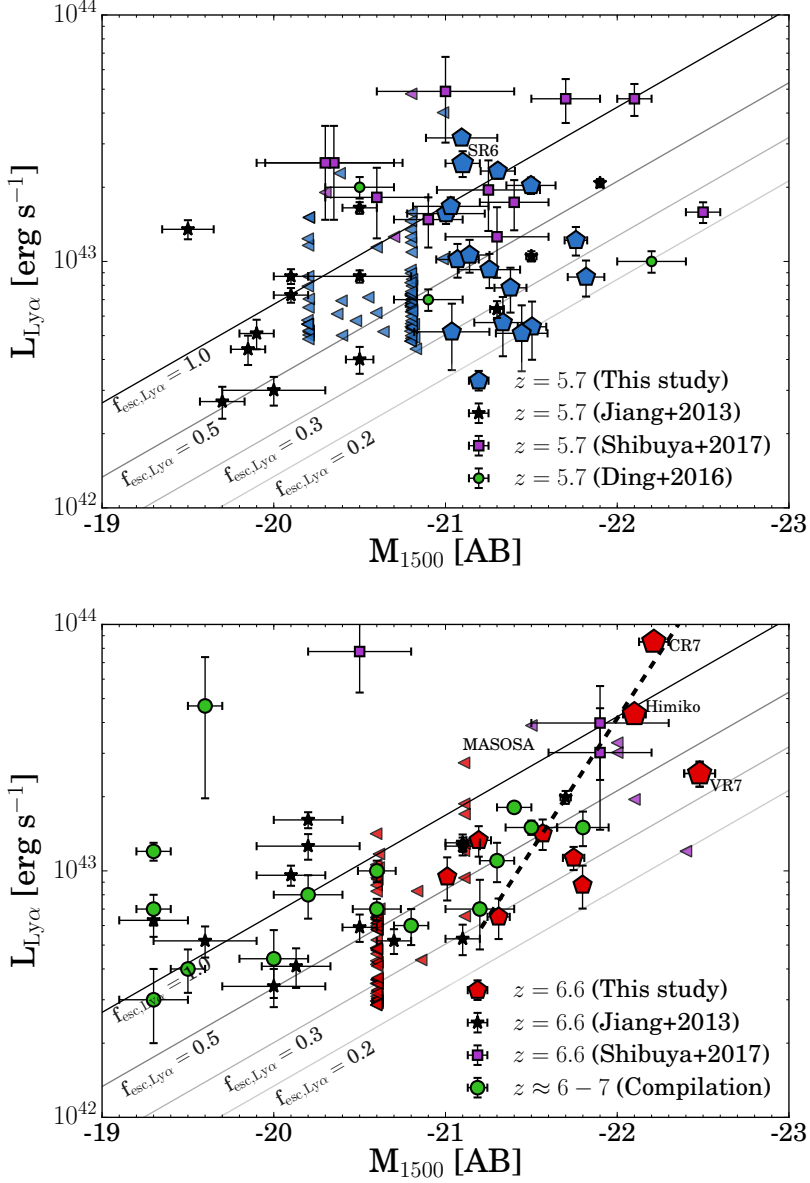 10^44
10^43
10^42
L_Lyα [erg s^−1]
SR6
f_esc,Lyα = 1.0
f_esc,Lyα = 0.5
f_esc,Lyα = 0.3
f_esc,Lyα = 0.2
z = 5.7 (This study)
z = 5.7 (Jiang+2013)
z = 5.7 (Shibuya+2017)
z = 5.7 (Ding+2016)
-19 -20 -21 -22 -23
M_1500 [AB]
10^44
10^43
10^42
L_Lyα [erg s^−1]
CR7
Himiko
MASOSA
VR7
f_esc,Lyα = 1.0
f_esc,Lyα = 0.5
f_esc,Lyα = 0.3
f_esc,Lyα = 0.2
z = 6.6 (This study)
z = 6.6 (Jiang+2013)
z = 6.6 (Shibuya+2017)
z ≈ 6 − 7 (Compilation)
-19 -20 -21 -22 -23
M_1500 [AB]